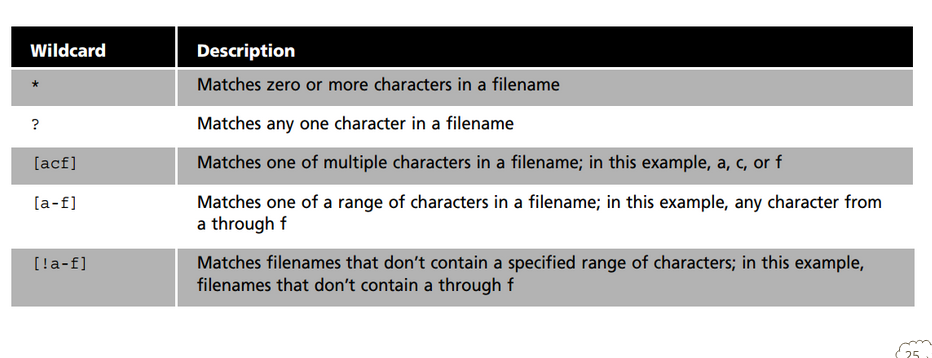 Wildcard Description
* Matches zero or more characters in a filename
? Matches any one character in a filename
[acf] Matches one of multiple characters in a filename; in this example, a, c, or f
[a-f] Matches one of a range of characters in a filename; in this example, any character from
a through f
[!a-f] Matches filenames that don’t contain a specified range of characters; in this example,
filenames that don’t contain a through f
25